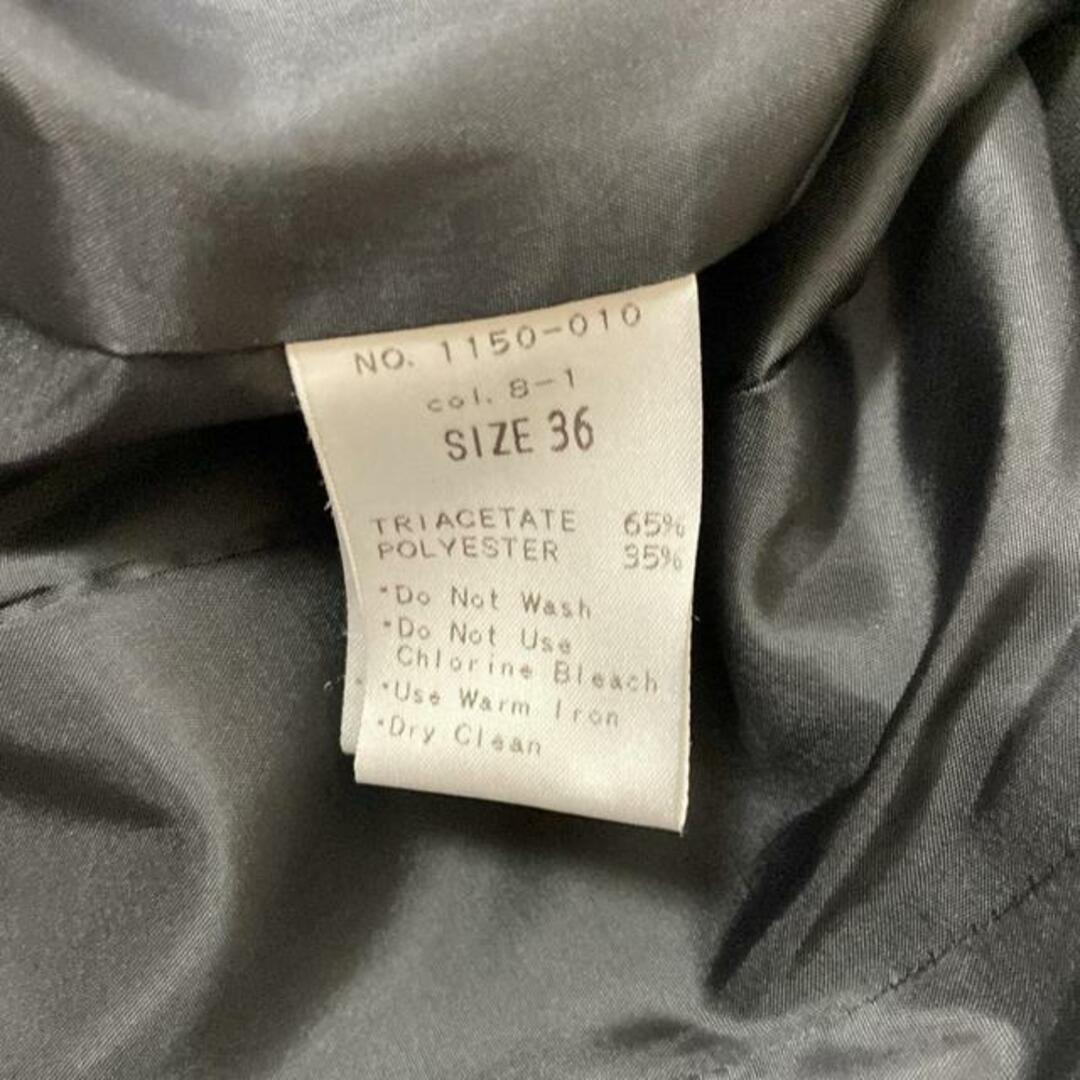 NO. 1150-010
col. 8-1
SIZE 36
TRIACETATE 65%
POLYESTER 35%
・Do Not Wash
・Do Not Use
Chlorine Bleach
・Use Warm Iron
・Dry Clean